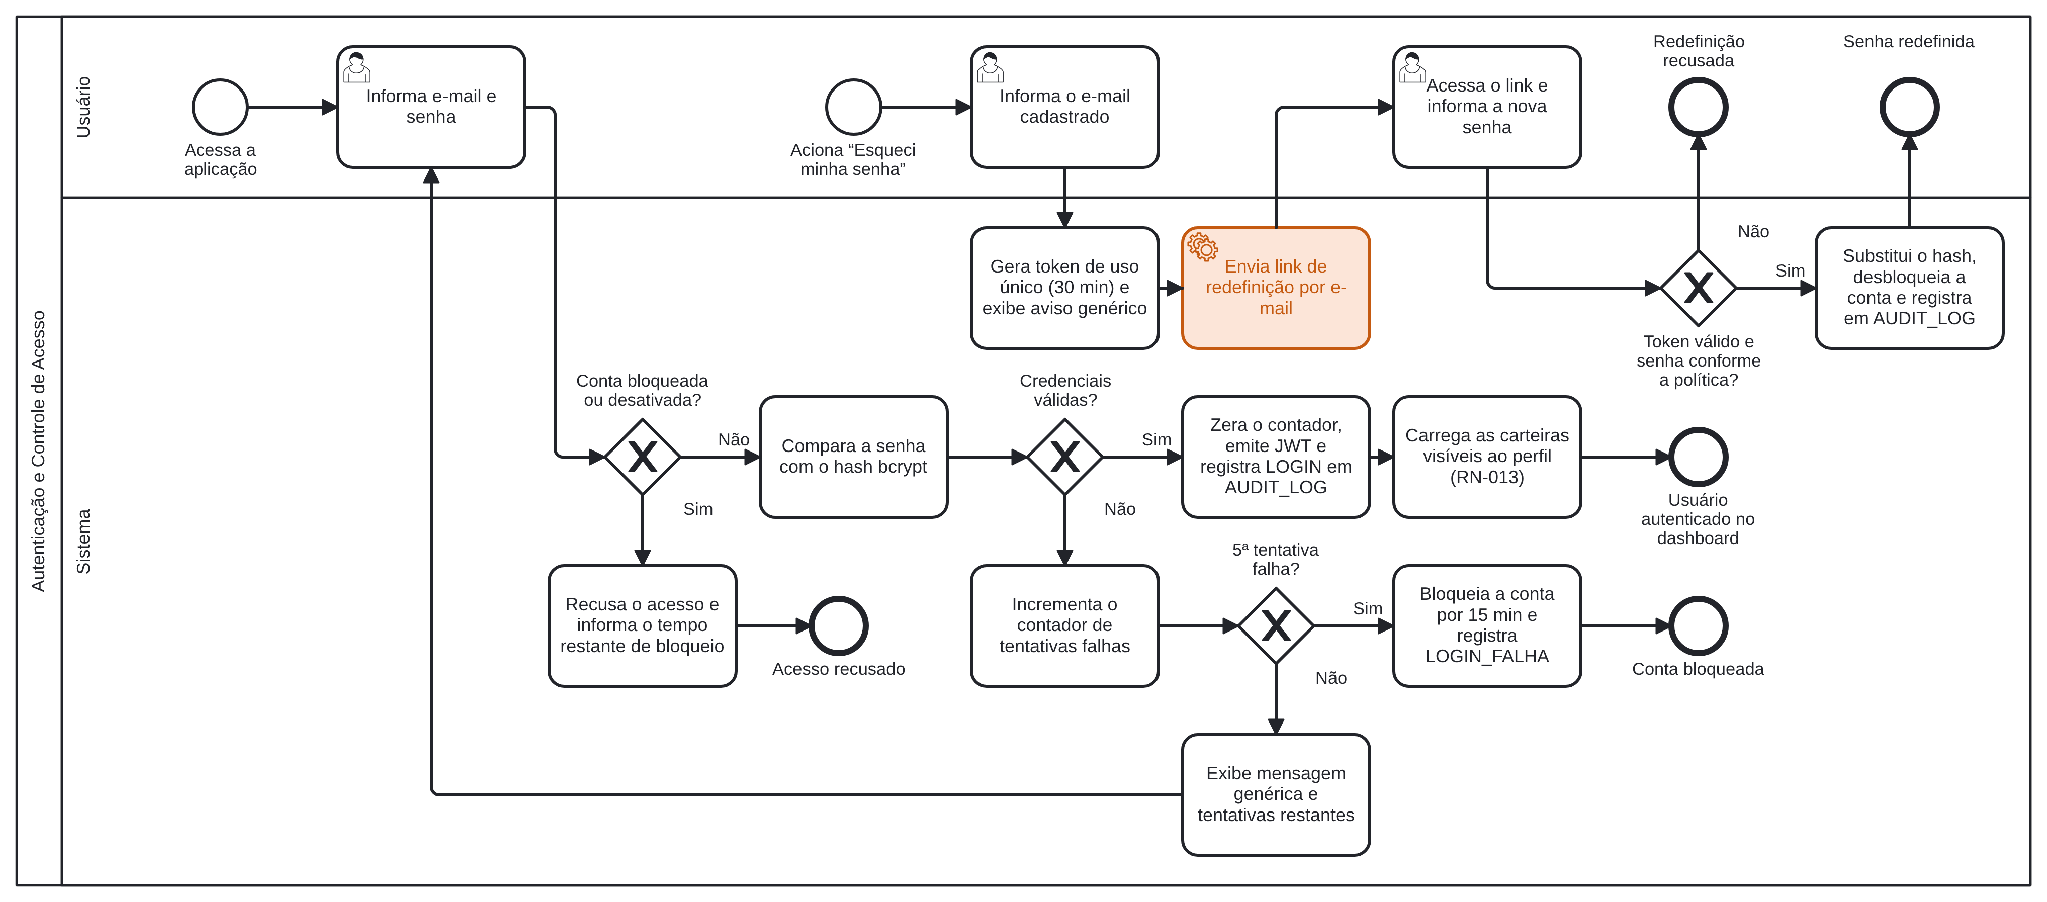 Autenticação e Controle de Acesso
Usuário
Acessa a
aplicação
Informa e-mail e
senha
Aciona “Esqueci
minha senha”
Informa o e-mail
cadastrado
Acessa o link e
informa a nova
senha
Redefinição
recusada
Senha redefinida
Sistema
Gera token de uso
único (30 min) e
exibe aviso genérico
Envia link de
redefinição por e-
mail
Não
Sim
Token válido e
senha conforme
a política?
Substitui o hash,
desbloqueia a
conta e registra
em AUDIT_LOG
Conta bloqueada
ou desativada?
Não
Sim
Compara a senha
com o hash bcrypt
Credenciais
válidas?
Sim
Não
Zera o contador,
emite JWT e
registra LOGIN em
AUDIT_LOG
Carrega as carteiras
visíveis ao perfil
(RN-013)
Usuário
autenticado no
dashboard
Recusa o acesso e
informa o tempo
restante de bloqueio
Acesso recusado
Incrementa o
contador de
tentativas falhas
5ª tentativa
falha?
Sim
Não
Bloqueia a conta
por 15 min e
registra
LOGIN_FALHA
Conta bloqueada
Exibe mensagem
genérica e
tentativas restantes